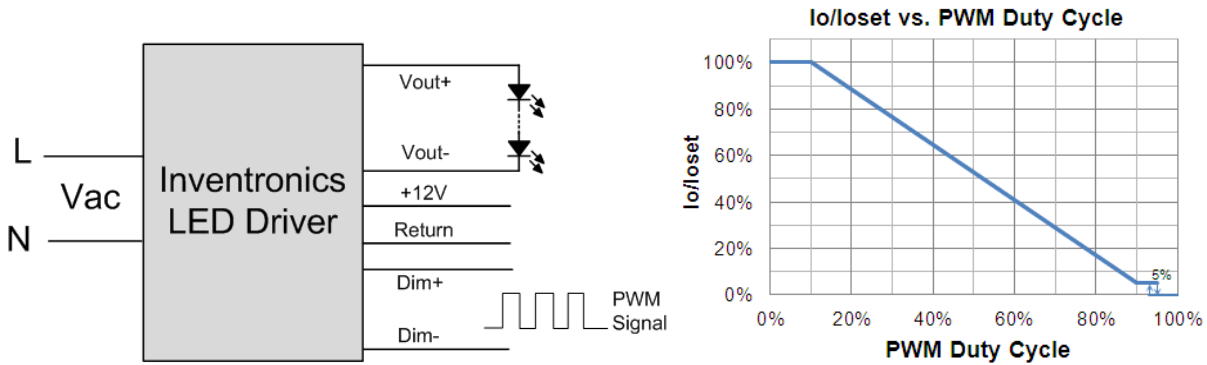 L
Vac
N
Inventronics
LED Driver
Vout+
Vout-
+12V
Return
Dim+
Dim-
PWM
Signal
Io/Ioset vs. PWM Duty Cycle
Io/Ioset
100%
80%
60%
40%
20%
0%
5%
0%
20%
40%
60%
80%
100%
PWM Duty Cycle